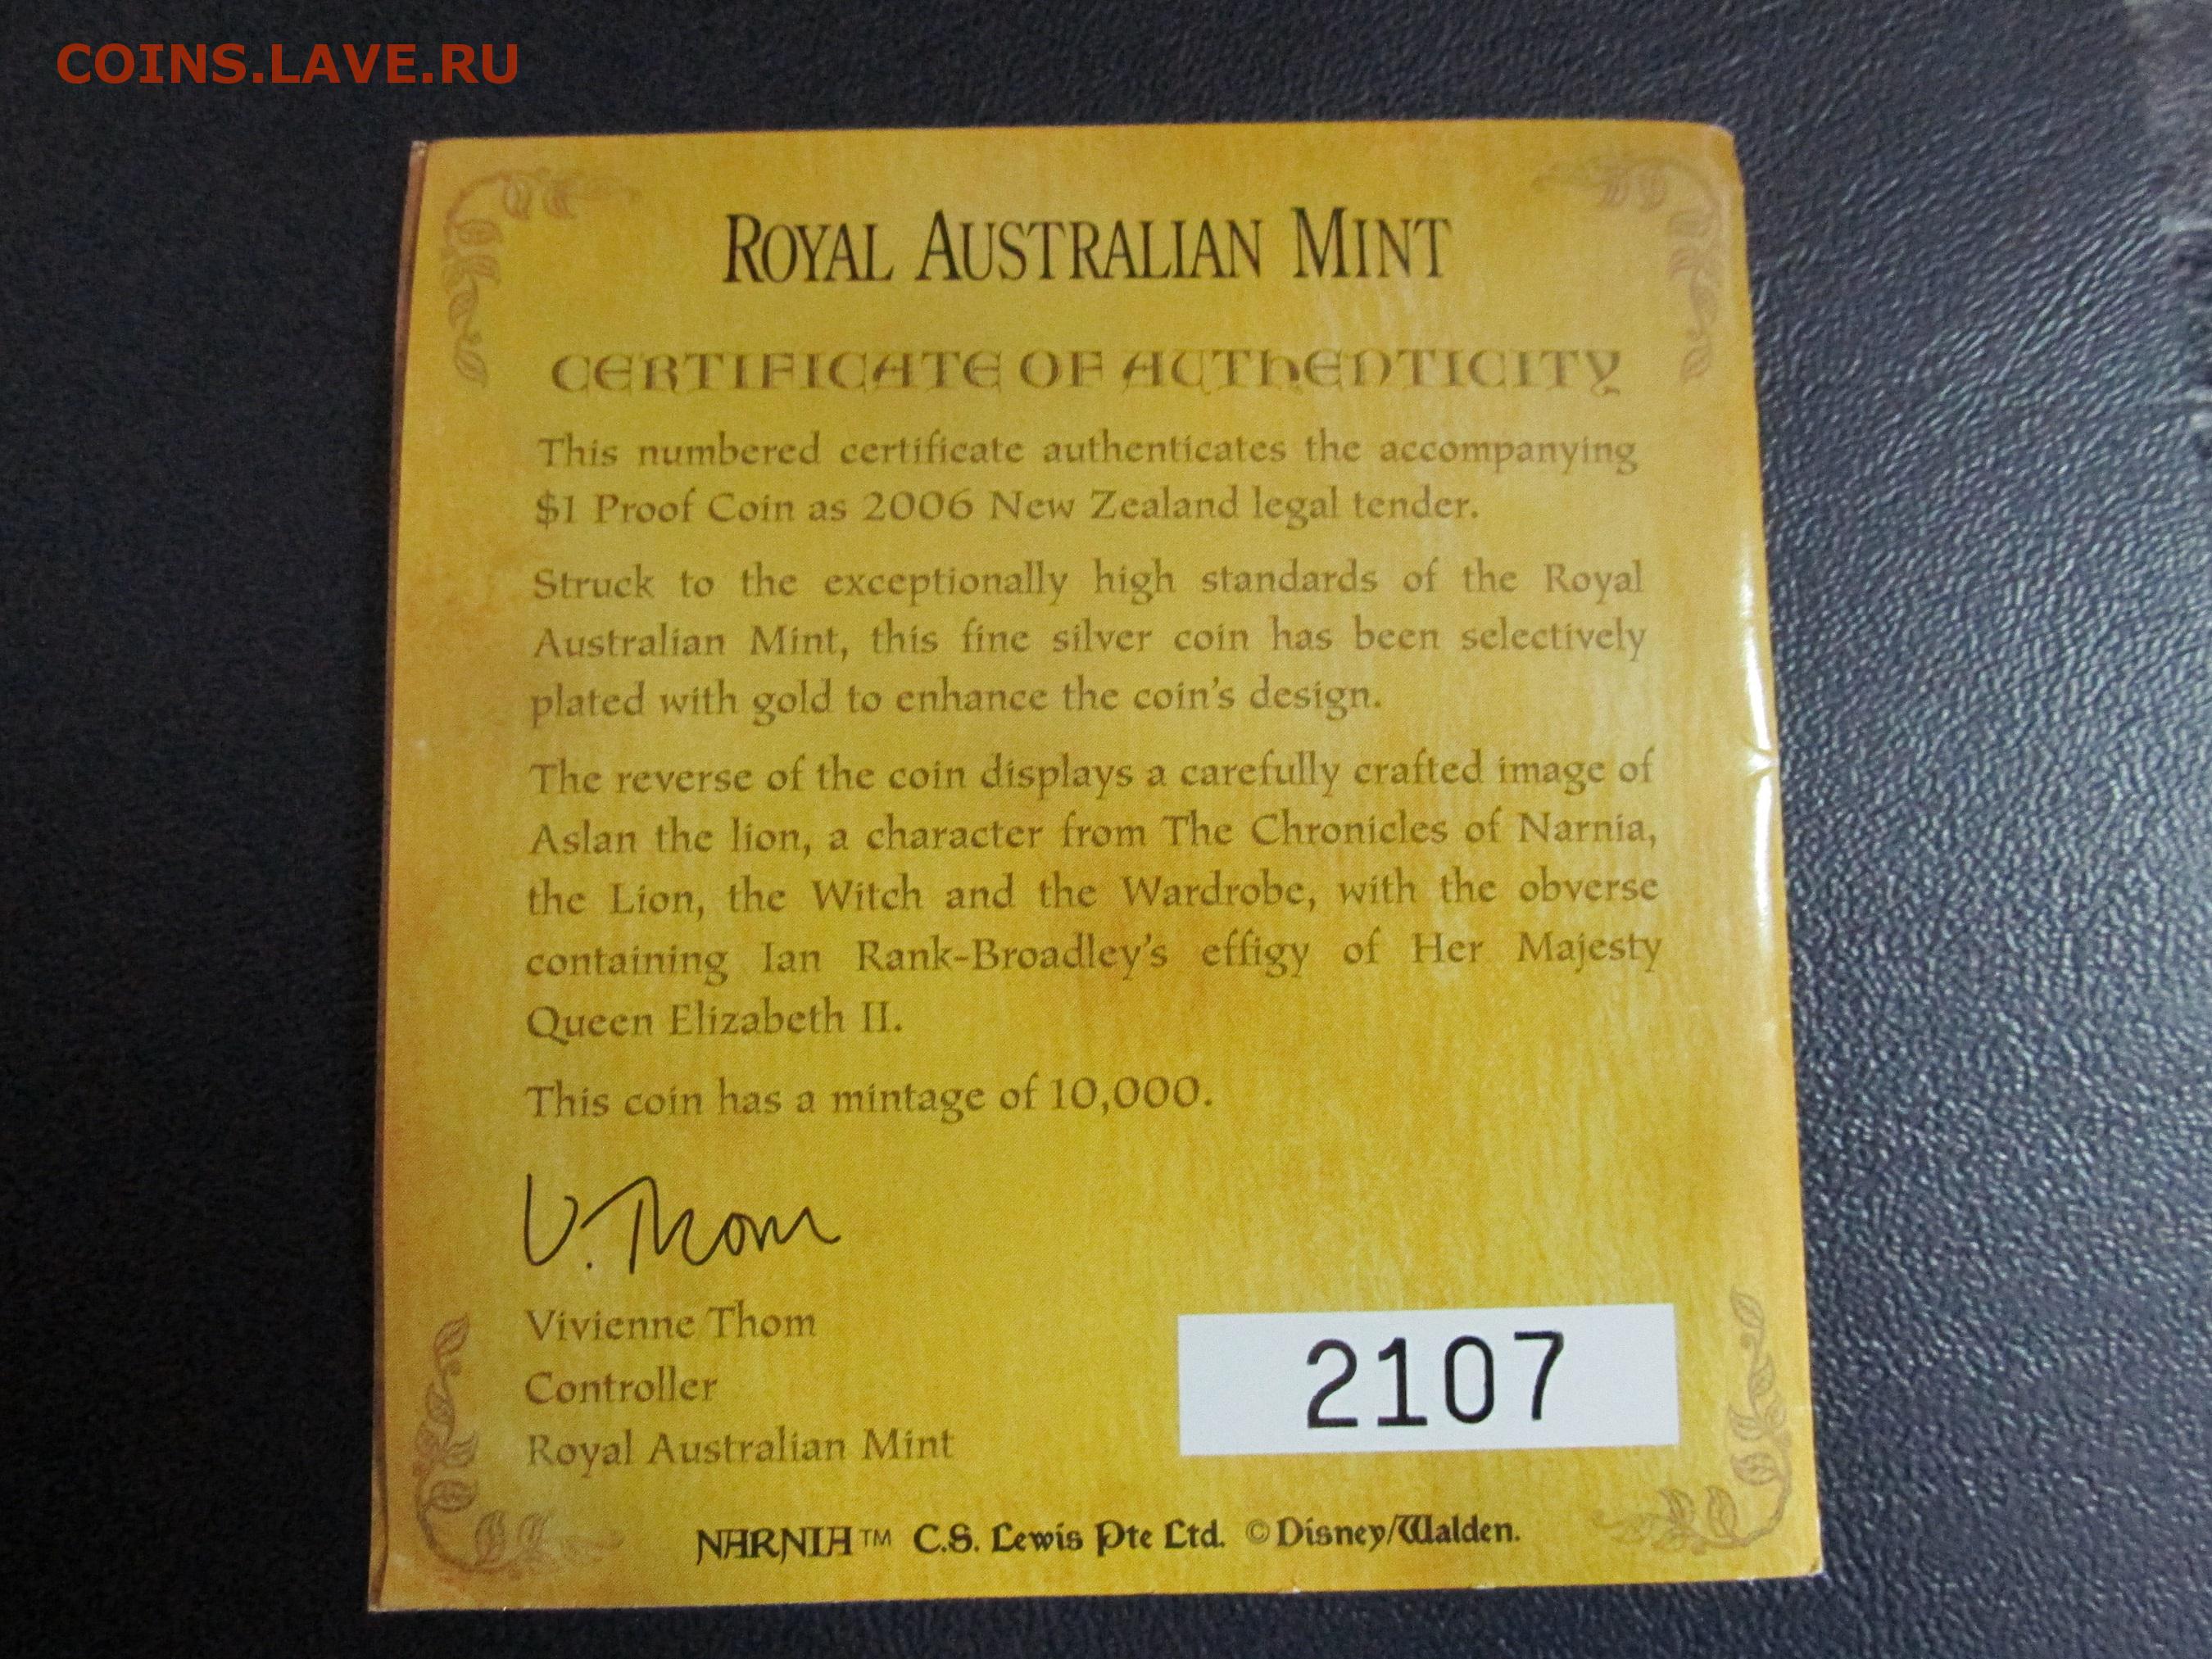 COINS.LAVE.RU
ROYAL AUSTRALIAN MINT
CERTIFICATE OF AUTHENTICITY
This numbered certificate authenticates the accompanying
$1 Proof Coin as 2006 New Zealand legal tender.
Struck to the exceptionally high standards of the Royal
Australian Mint, this fine silver coin has been selectively
plated with gold to enhance the coin's design.
The reverse of the coin displays a carefully crafted image of
Aslan the lion, a character from The Chronicles of Narnia,
the Lion, the Witch and the Wardrobe, with the obverse
containing Ian Rank-Broadley's effigy of Her Majesty
Queen Elizabeth II.
This coin has a mintage of 10,000.
V. Thom
Vivienne Thom
Controller
Royal Australian Mint
2107
NARNIA™ C.S. Lewis Pte Ltd. © Disney/Walden.